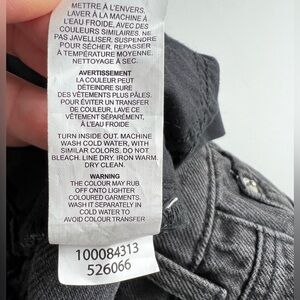 METTRE À L'ENVERS,
LAVER À LA MACHINE À
L'EAU FROIDE, AVEC DES
COULEURS SIMILAIRES, NE
PAS JAVELLISER. SUSPENDRE
POUR SÉCHER. REPASSER
À TEMPÉRATURE MOYENNE.
NETTOYAGE À SEC.
AVERTISSEMENT
LA COULEUR PEUT
DÉTEINDRE SUR
DES VÊTEMENTS PLUS PÂLES.
POUR ÉVITER UN TRANSFER
DE COULEUR, LAVE CE
VÊTEMENT SÉPARÉMENT,
À L'EAU FROIDE
TURN INSIDE OUT. MACHINE
WASH COLD WATER, WITH
SIMILAR COLORS. DO NOT
BLEACH. LINE DRY. IRON WARM.
DRY CLEAN.
WARNING
THE COLOUR MAY RUB
OFF ONTO LIGHTER
COLOURED GARMENTS.
WASH IT SEPARATELY IN
COLD WATER TO
AVOID COLOUR TRANSFER
100084313
526066